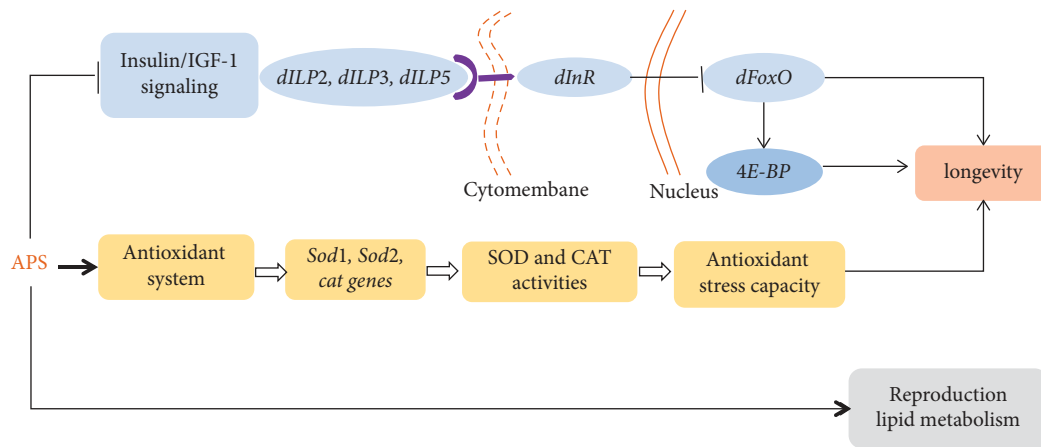 Insulin/IGF-1
signaling
dILP2, dILP3, dILP5
dInR
dFoxO
4E-BP
longevity
Cytomembane
Nucleus
APS
Antioxidant
system
Sod1, Sod2,
cat genes
SOD and CAT
activities
Antioxidant
stress capacity
Reproduction
lipid metabolism